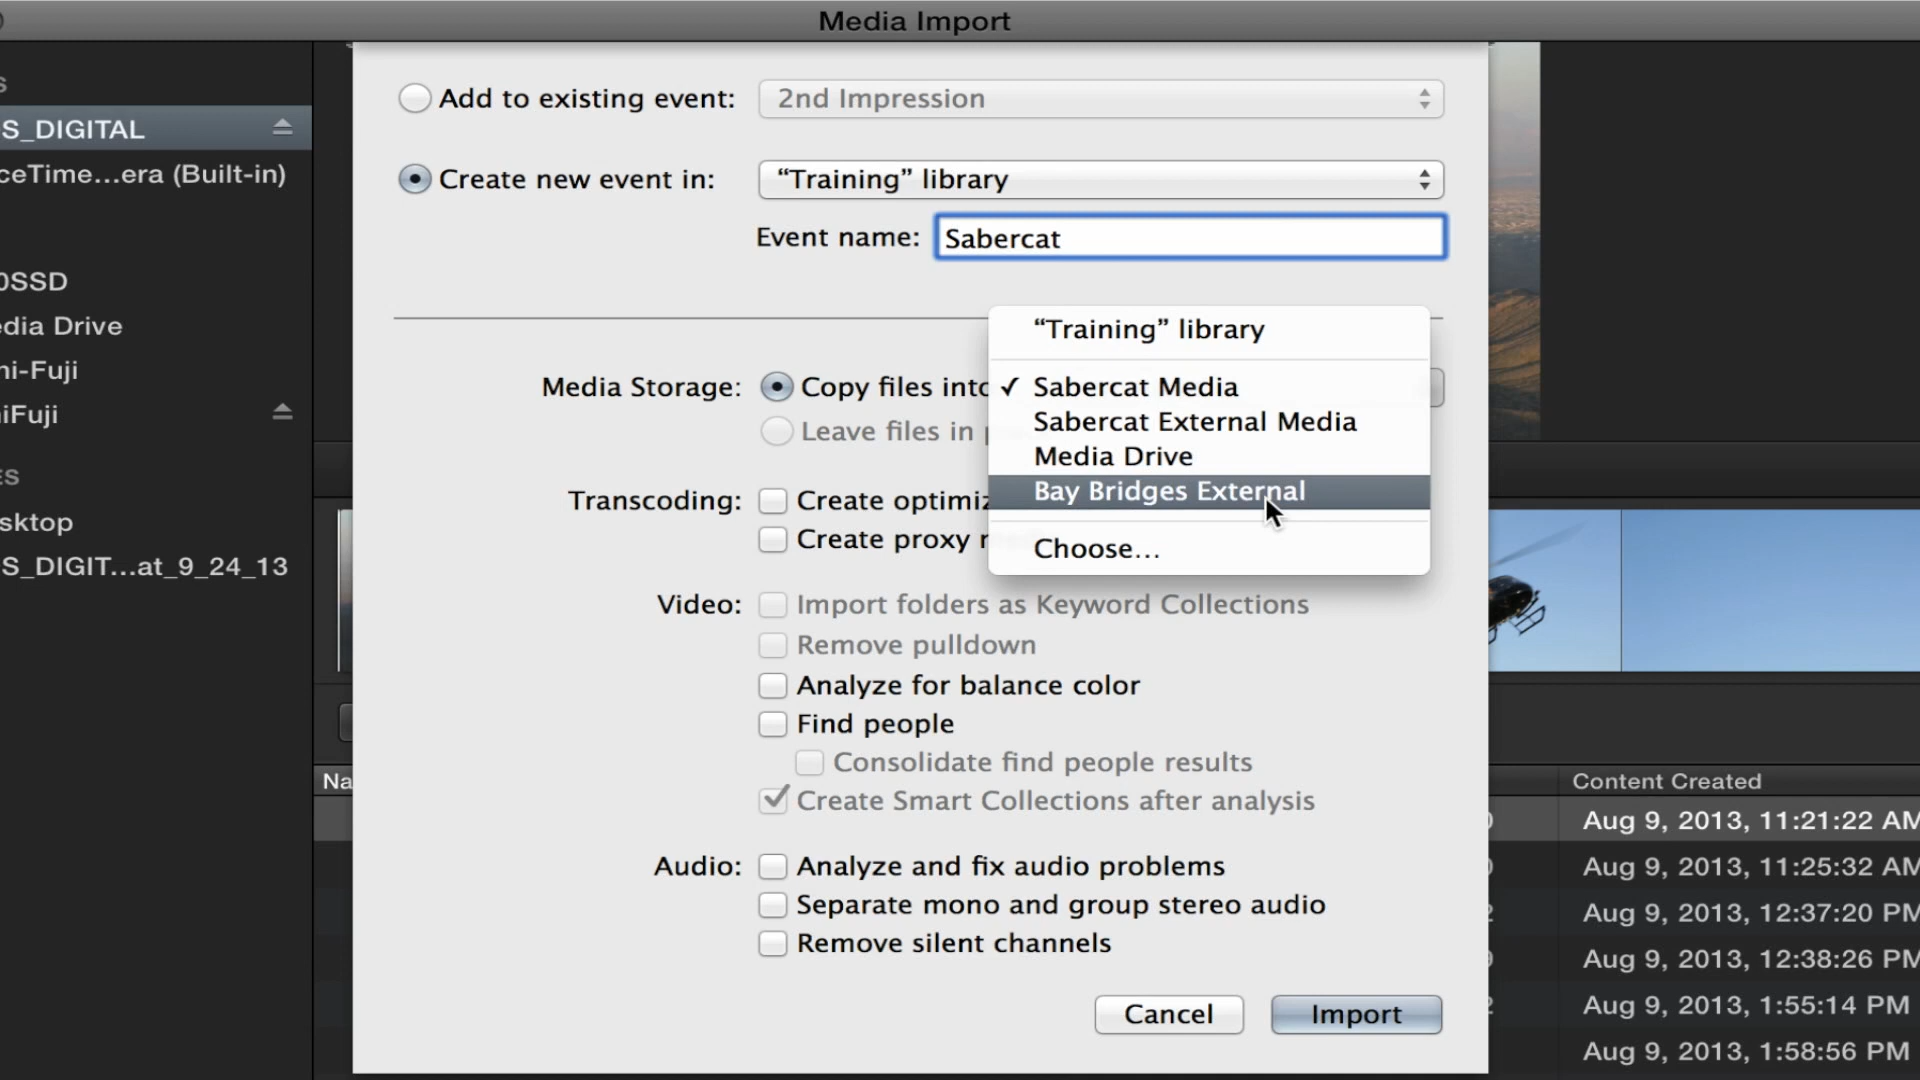 Media Import
S
Add to existing event: 2nd Impression
S_DIGITAL
ceTime...era (Built-in)
Create new event in: “Training” library
Event name: Sabercat
0SSD
edia Drive
ni-Fuji
iFuji
ES
sktop
S_DIGIT...at_9_24_13
“Training” library
Media Storage: Copy files into ✓ Sabercat Media
Sabercat External Media
Leave files in p
Media Drive
Bay Bridges External
Transcoding: Create optimiz
Create proxy
Choose...
Video: Import folders as Keyword Collections
Remove pulldown
Analyze for balance color
Find people
Consolidate find people results
Create Smart Collections after analysis
Audio: Analyze and fix audio problems
Separate mono and group stereo audio
Remove silent channels
Cancel Import
Na
Content Created
Aug 9, 2013, 11:21:22 AM
Aug 9, 2013, 11:25:32 AM
Aug 9, 2013, 12:37:20 PM
Aug 9, 2013, 12:38:26 PM
Aug 9, 2013, 1:55:14 PM
Aug 9, 2013, 1:58:56 PM